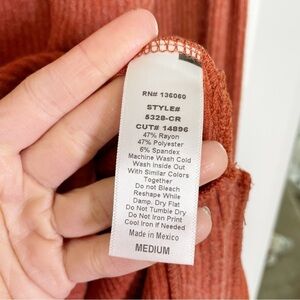 RN# 136060
STYLE#
5328-CR
CUT# 14896
47% Rayon
47% Polyester
6% Spandex
Machine Wash Cold
Wash Inside Out
With Similar Colors
Together
Do not Bleach
Reshape While
Damp. Dry Flat
Do Not Tumble Dry
Do Not Iron Print
Cool Iron If Needed
Made in Mexico
MEDIUM